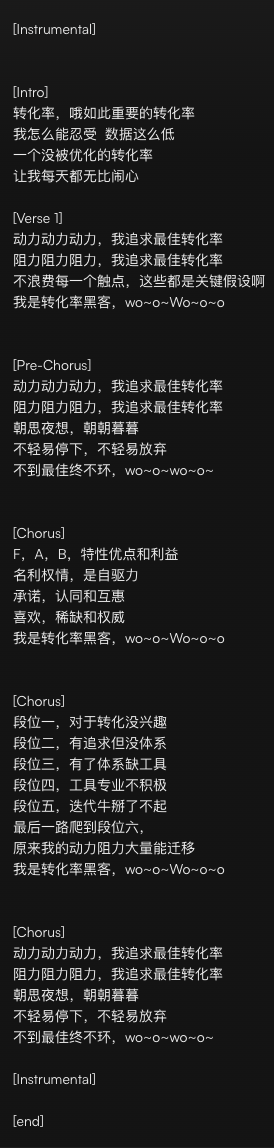 [Instrumental]
[Intro]
转化率，哦如此重要的转化率
我怎么能忍受 数据这么低
一个没被优化的转化率
让我每天都无比闹心
[Verse 1]
动力动力动力，我追求最佳转化率
阻力阻力阻力，我追求最佳转化率
不浪费每一个触点，这些都是关键假设啊
我是转化率黑客，wo~o~Wo~o~o
[Pre-Chorus]
动力动力动力，我追求最佳转化率
阻力阻力阻力，我追求最佳转化率
朝思夜想，朝朝暮暮
不轻易停下，不轻易放弃
不到最佳终不环，wo~o~wo~o~
[Chorus]
F，A，B，特性优点和利益
名利权情，是自驱力
承诺，认同和互惠
喜欢，稀缺和权威
我是转化率黑客，wo~o~Wo~o~o
[Chorus]
段位一，对于转化没兴趣
段位二，有追求但没体系
段位三，有了体系缺工具
段位四，工具专业不积极
段位五，迭代牛掰了不起
最后一路爬到段位六，
原来我的动力阻力大量能迁移
我是转化率黑客，wo~o~Wo~o~o
[Chorus]
动力动力动力，我追求最佳转化率
阻力阻力阻力，我追求最佳转化率
朝思夜想，朝朝暮暮
不轻易停下，不轻易放弃
不到最佳终不环，wo~o~wo~o~
[Instrumental]
[end]